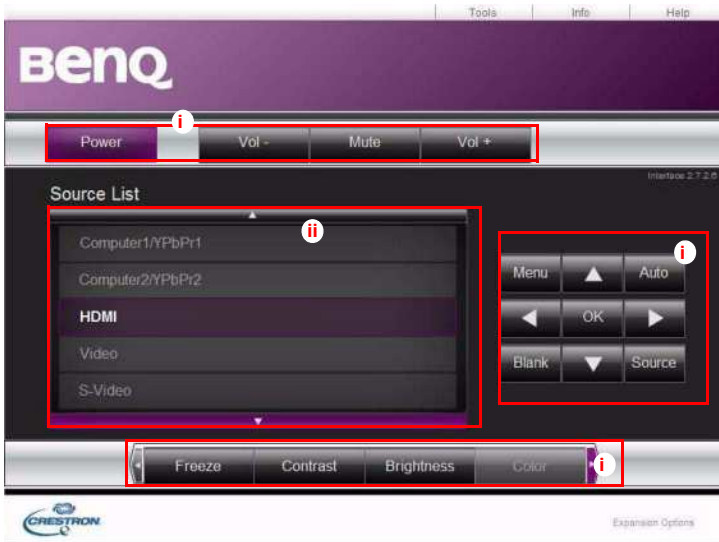 Tools Info Help
BenQ
i
Power Vol - Mute Vol +
Interface 2.7.2.6
Source List
ii
Computer1/YPbPr1
Computer2/YPbPr2
HDMI
Video
S-Video
i
Menu Auto
OK
Blank Source
Freeze Contrast Brightness Color i
CRESTRON
Expansion Options